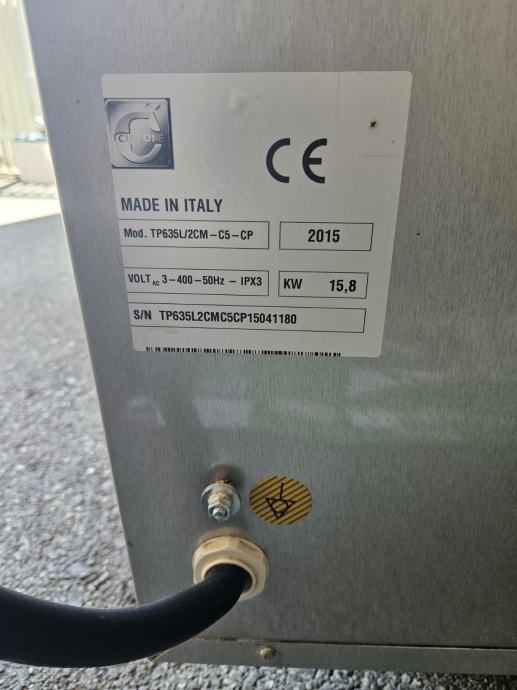 CUPPONE
CE
MADE IN ITALY
Mod. TP635L/2CM-C5-CP 2015
VOLT AC 3-400-50Hz - IPX3 KW 15,8
S/N TP635L2CMC5CP15041180